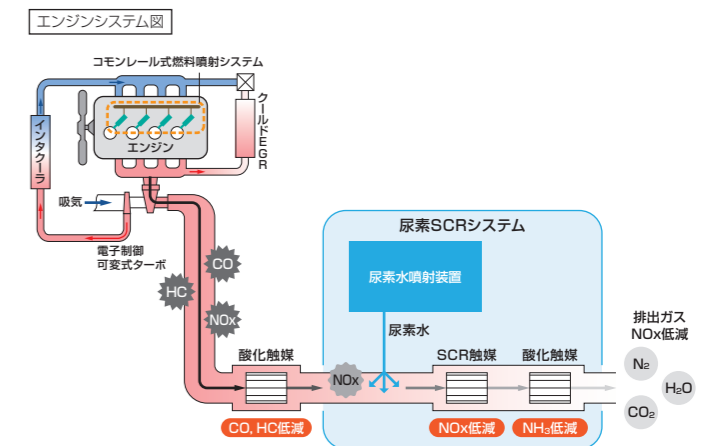 エンジンシステム図
コモンレール式燃料噴射システム
クールドEGR
インタクーラ
エンジン
吸気
電子制御
可変式ターボ
CO
HC
NOx
尿素SCRシステム
尿素水噴射装置
尿素水
排出ガス
NOx低減
酸化触媒
NOx
SCR触媒
酸化触媒
N₂
H₂O
CO₂
CO, HC低減
NOx低減
NH₃低減